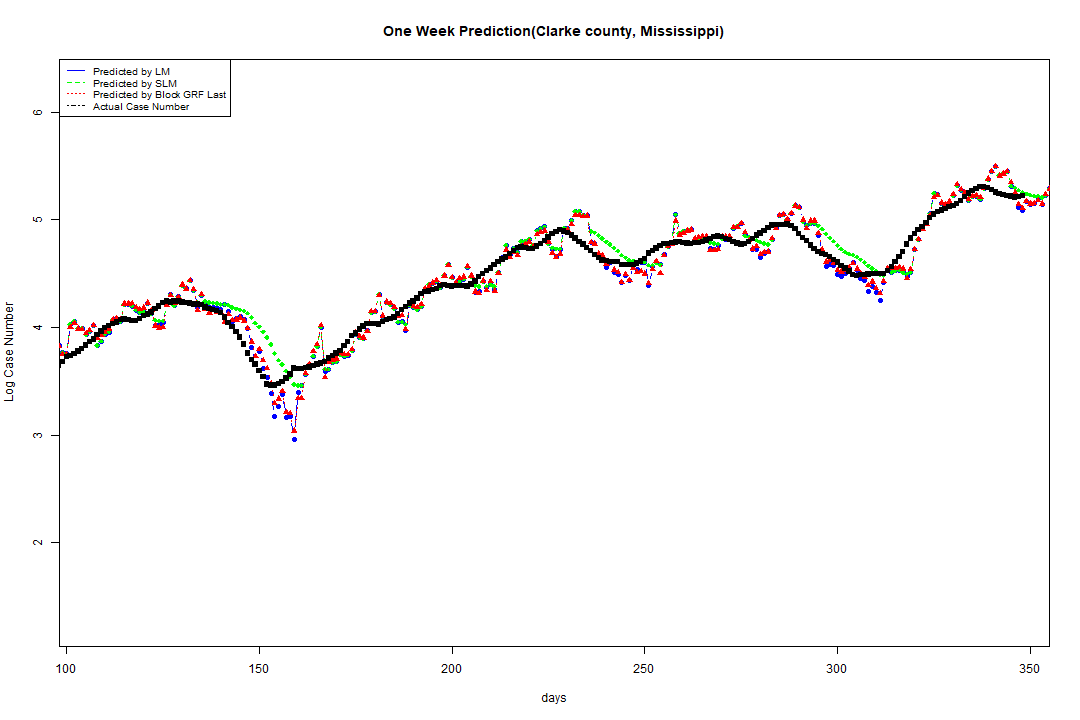 One Week Prediction(Clarke county, Mississippi)
Predicted by LM
Predicted by SLM
Predicted by Block GRF Last
Actual Case Number
6
5
4
3
2
Log Case Number
100 150 200 250 300 350
days